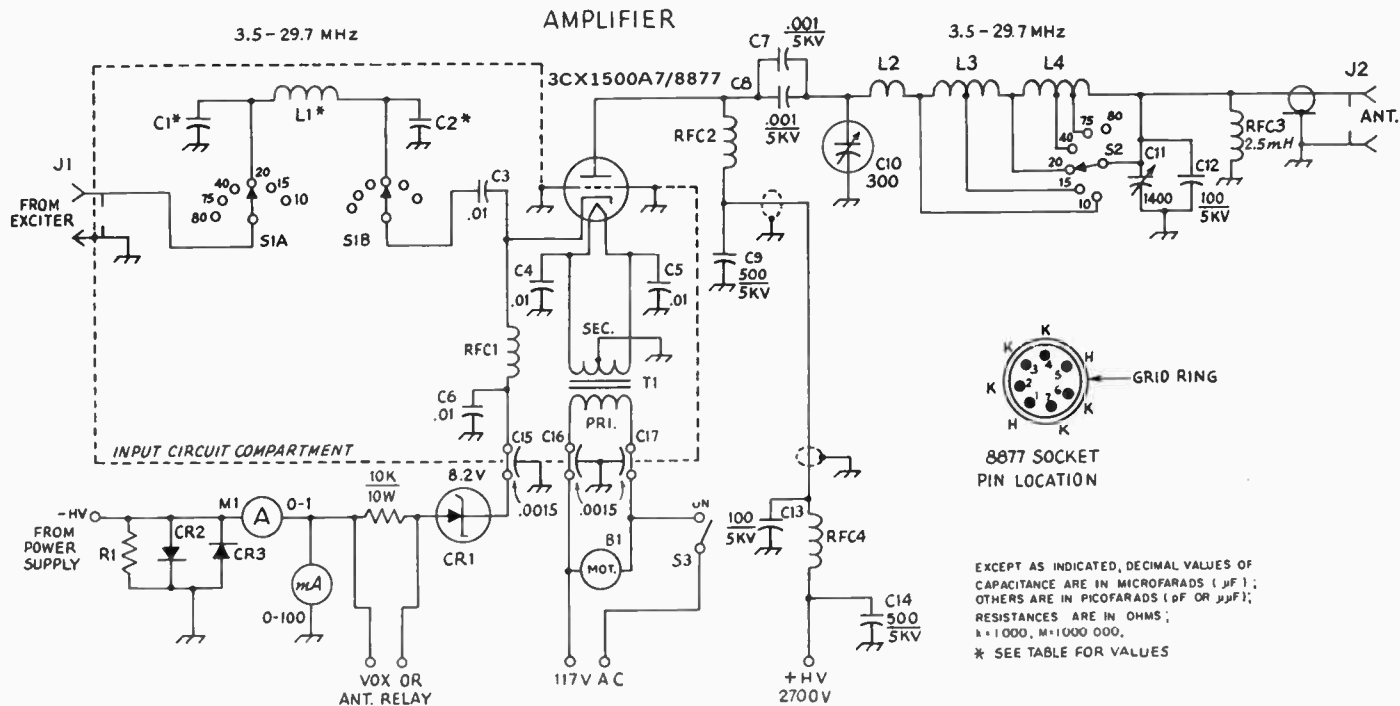 AMPLIFIER
3.5–29.7 MHz
3.5–29.7 MHz
3CX1500A7/8877
C7
.001
5KV
C8
.001
5KV
C1*
L1*
C2*
RFC2
C10
300
L2
L3
L4
75
80
40
20
15
10
S2
C11
1400
C12
100
5KV
RFC3
2.5mH
J2
ANT.
J1
FROM
EXCITER
80
75
40
20
15
10
S1A
S1B
C3
.01
C4
.01
C5
.01
C9
500
5KV
RFC1
C6
.01
SEC.
T1
PRI.
INPUT CIRCUIT COMPARTMENT
C15
C16
C17
.0015
.0015
–HV
FROM
POWER
SUPPLY
R1
CR2
CR3
M1
A
0-1
mA
0-100
10K
10W
8.2V
CR1
VOX OR
ANT. RELAY
B1
MOT.
ON
S3
117V AC
100
5KV
C13
RFC4
C14
500
5KV
+HV
2700V
K
K
H
K
K
H
K
1
2
3
4
5
6
7
GRID RING
8877 SOCKET
PIN LOCATION
EXCEPT AS INDICATED, DECIMAL VALUES OF
CAPACITANCE ARE IN MICROFARADS ( µF ) ;
OTHERS ARE IN PICOFARADS ( pF OR µµF);
RESISTANCES ARE IN OHMS ;
k=1000, M=1000 000,
* SEE TABLE FOR VALUES